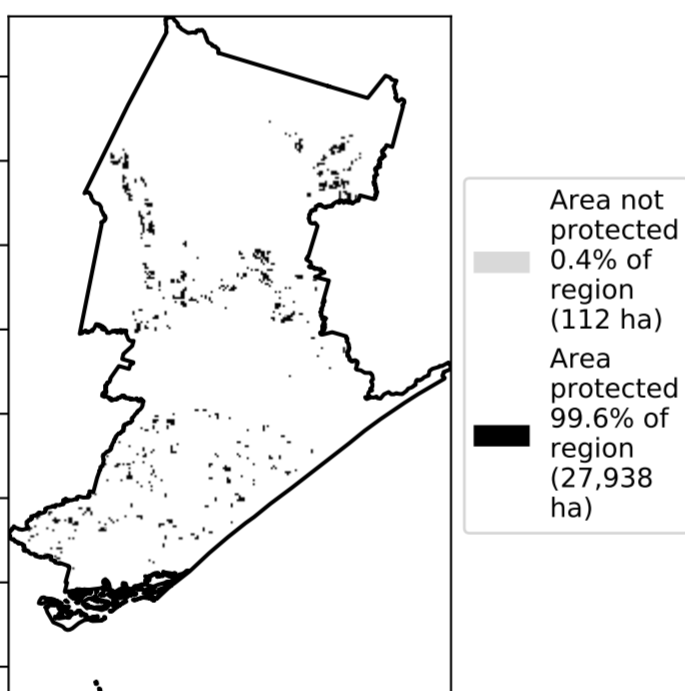 Area not
protected
0.4% of
region
(112 ha)
Area
protected
99.6% of
region
(27,938
ha)